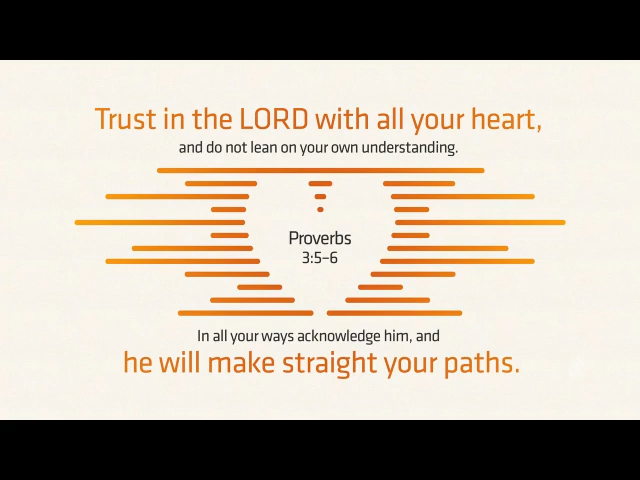 Trust in the LORD with all your heart,
and do not lean on your own understanding.
Proverbs
3:5–6
In all your ways acknowledge him, and
he will make straight your paths.